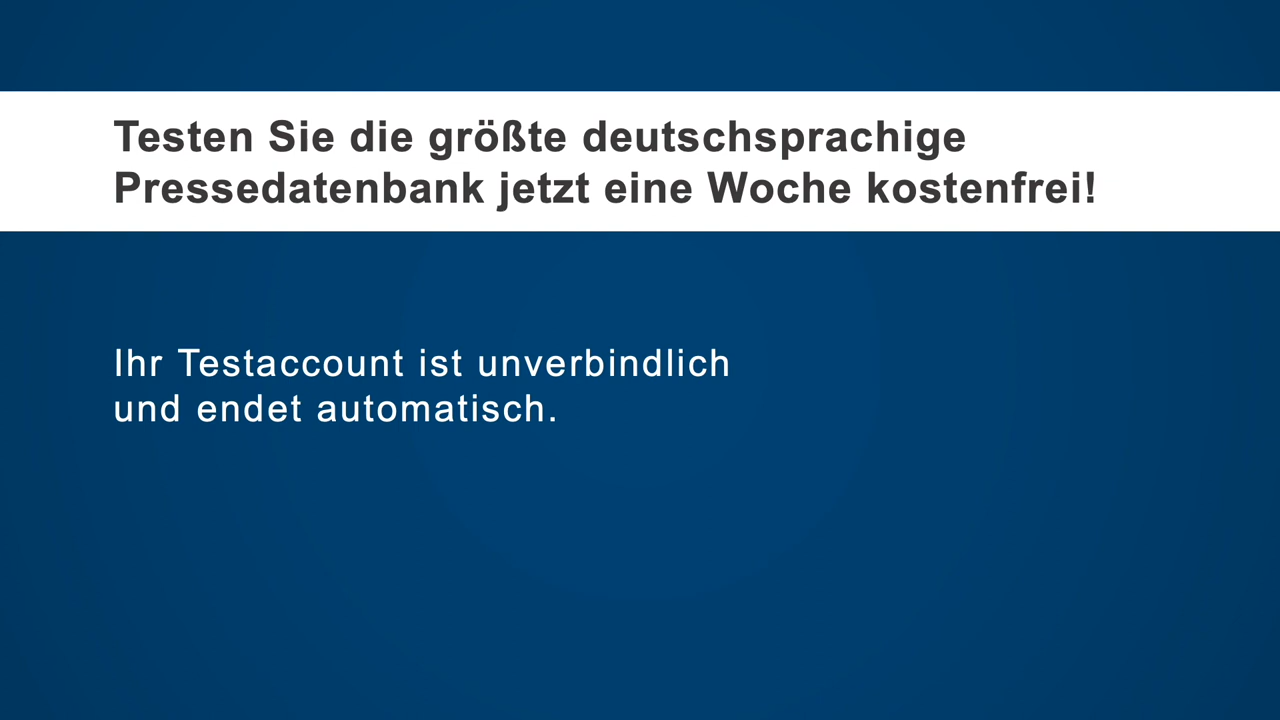 Testen Sie die größte deutschsprachige
Pressedatenbank jetzt eine Woche kostenfrei!
Ihr Testaccount ist unverbindlich
und endet automatisch.